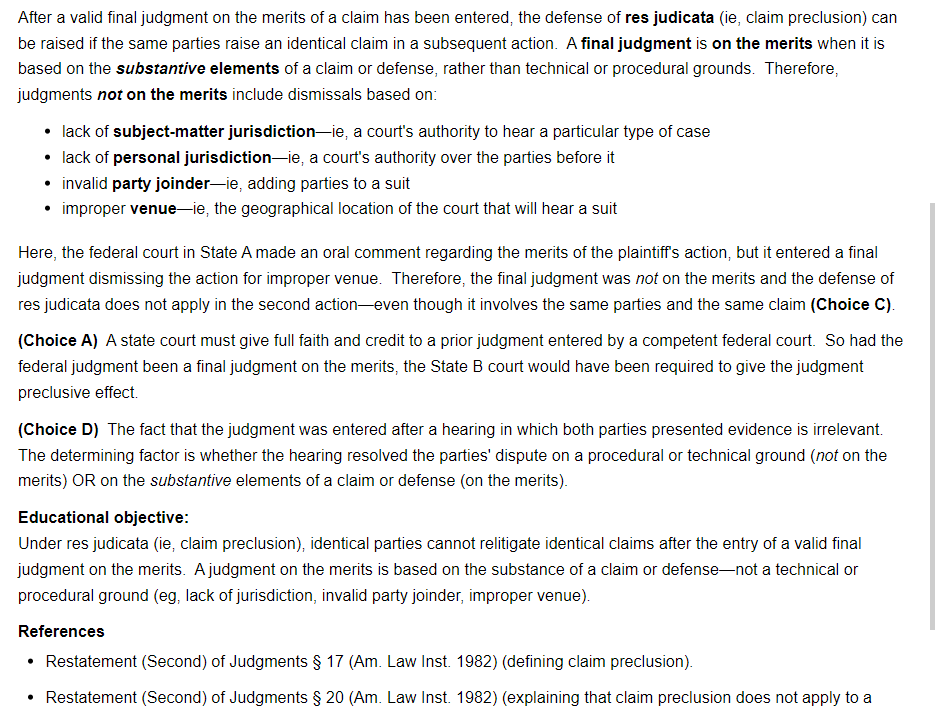 After a valid final judgment on the merits of a claim has been entered, the defense of res judicata (ie, claim preclusion) can
be raised if the same parties raise an identical claim in a subsequent action. A final judgment is on the merits when it is
based on the substantive elements of a claim or defense, rather than technical or procedural grounds. Therefore,
judgments not on the merits include dismissals based on:
• lack of subject-matter jurisdiction—ie, a court's authority to hear a particular type of case
• lack of personal jurisdiction—ie, a court's authority over the parties before it
• invalid party joinder—ie, adding parties to a suit
• improper venue—ie, the geographical location of the court that will hear a suit
Here, the federal court in State A made an oral comment regarding the merits of the plaintiff's action, but it entered a final
judgment dismissing the action for improper venue. Therefore, the final judgment was not on the merits and the defense of
res judicata does not apply in the second action—even though it involves the same parties and the same claim (Choice C).
(Choice A) A state court must give full faith and credit to a prior judgment entered by a competent federal court. So had the
federal judgment been a final judgment on the merits, the State B court would have been required to give the judgment
preclusive effect.
(Choice D) The fact that the judgment was entered after a hearing in which both parties presented evidence is irrelevant.
The determining factor is whether the hearing resolved the parties' dispute on a procedural or technical ground (not on the
merits) OR on the substantive elements of a claim or defense (on the merits).
Educational objective:
Under res judicata (ie, claim preclusion), identical parties cannot relitigate identical claims after the entry of a valid final
judgment on the merits. A judgment on the merits is based on the substance of a claim or defense—not a technical or
procedural ground (eg, lack of jurisdiction, invalid party joinder, improper venue).
References
• Restatement (Second) of Judgments § 17 (Am. Law Inst. 1982) (defining claim preclusion).
• Restatement (Second) of Judgments § 20 (Am. Law Inst. 1982) (explaining that claim preclusion does not apply to a